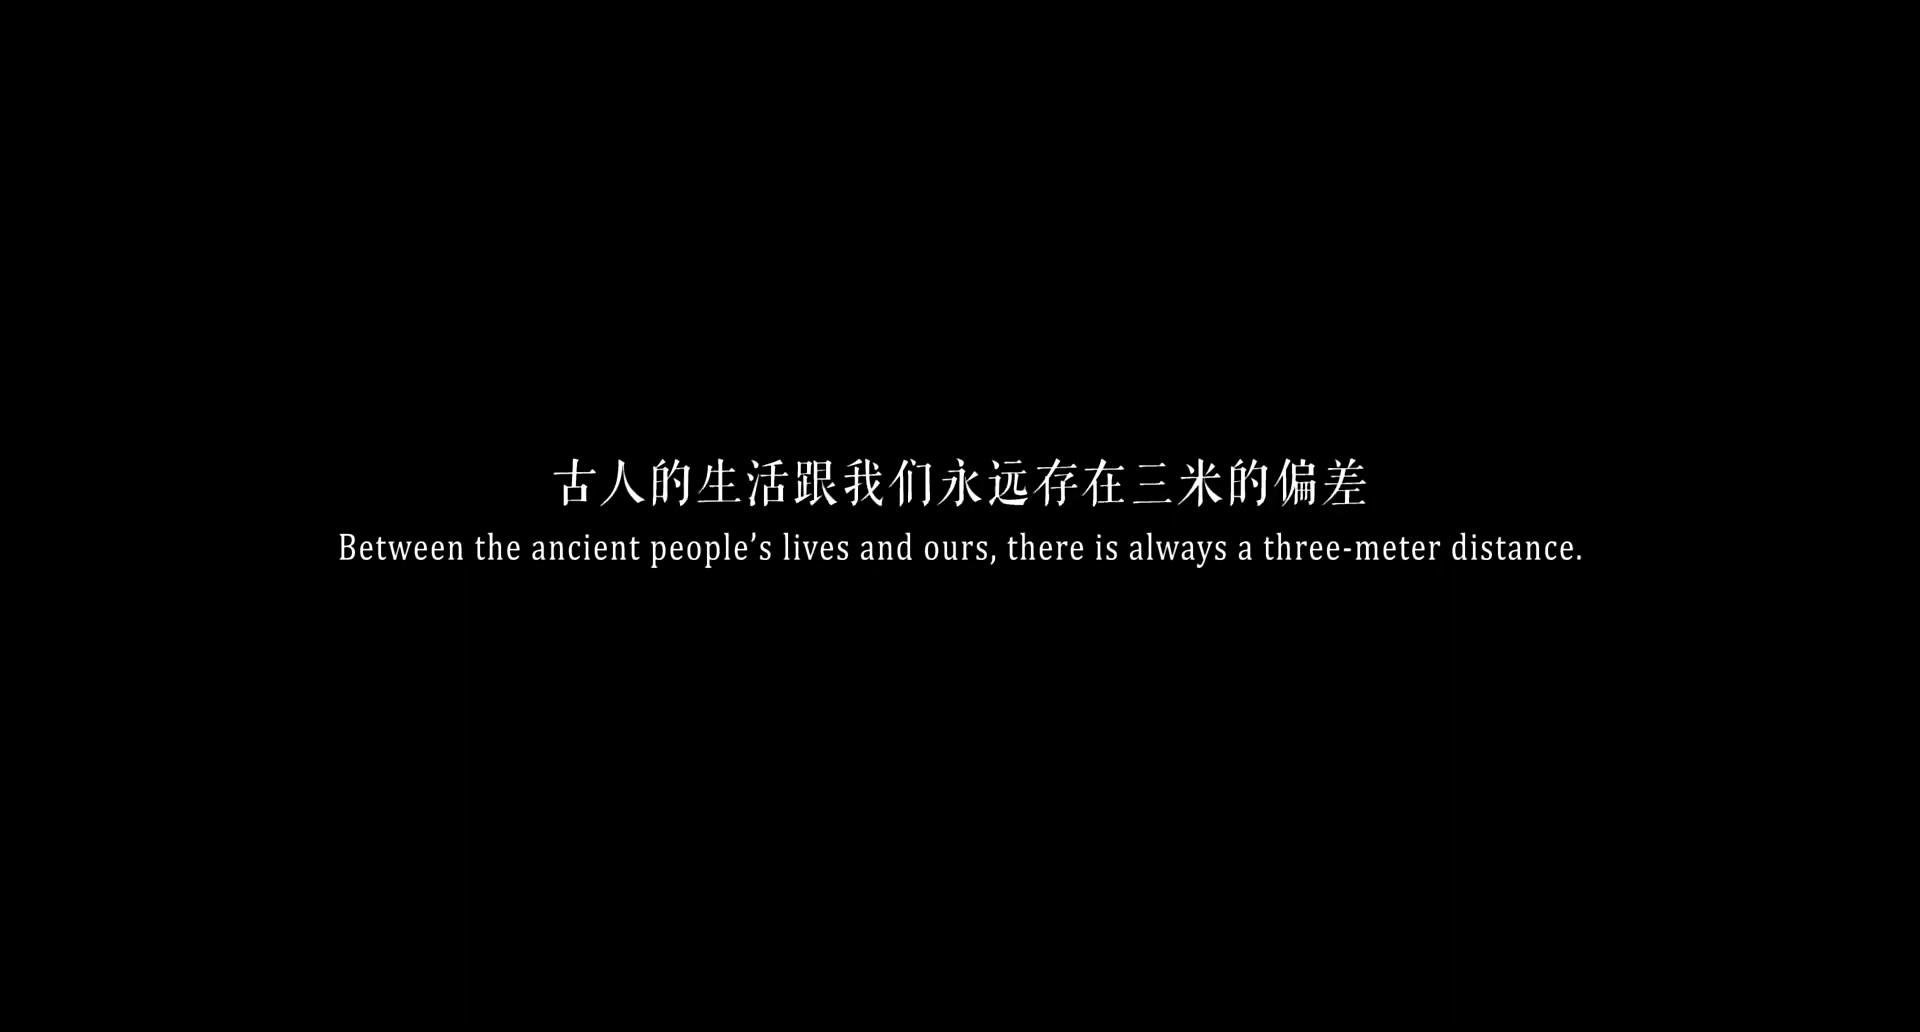 古人的生活跟我们永远存在三米的偏差
Between the ancient people’s lives and ours, there is always a three-meter distance.